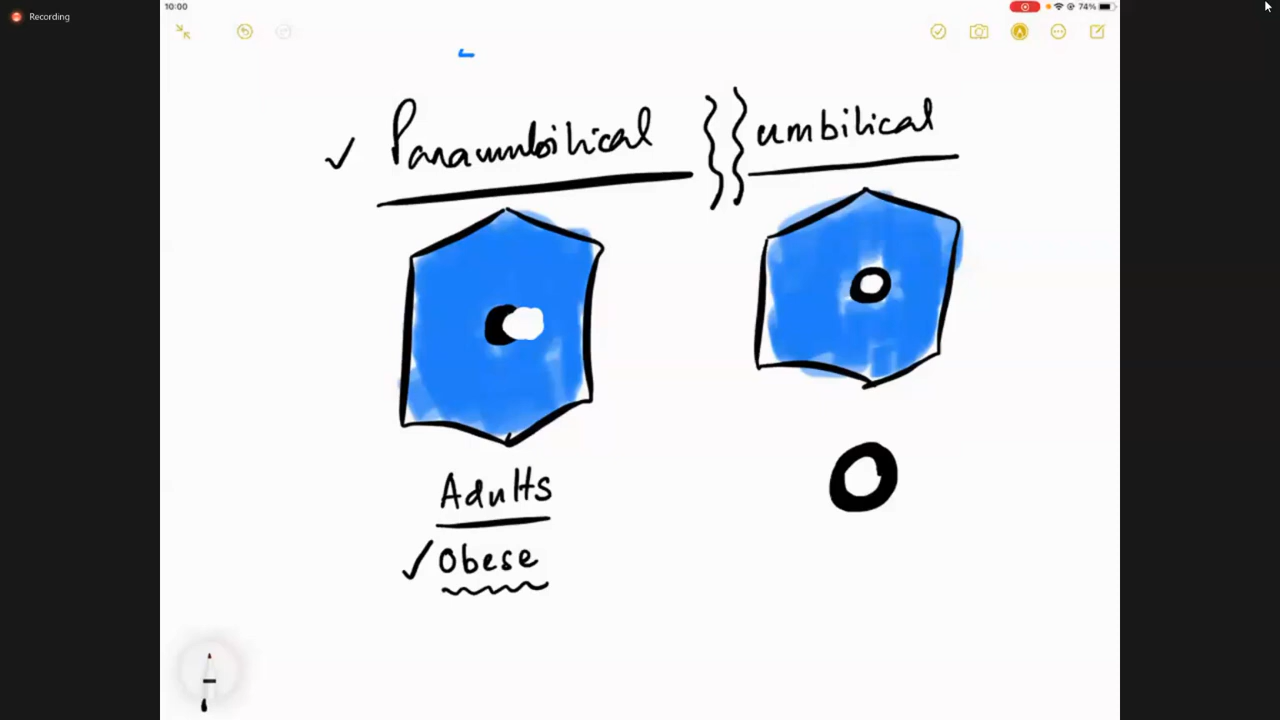 Recording
10:00
74%
✓ Paraumbilical umbilical
Adults
✓ Obese